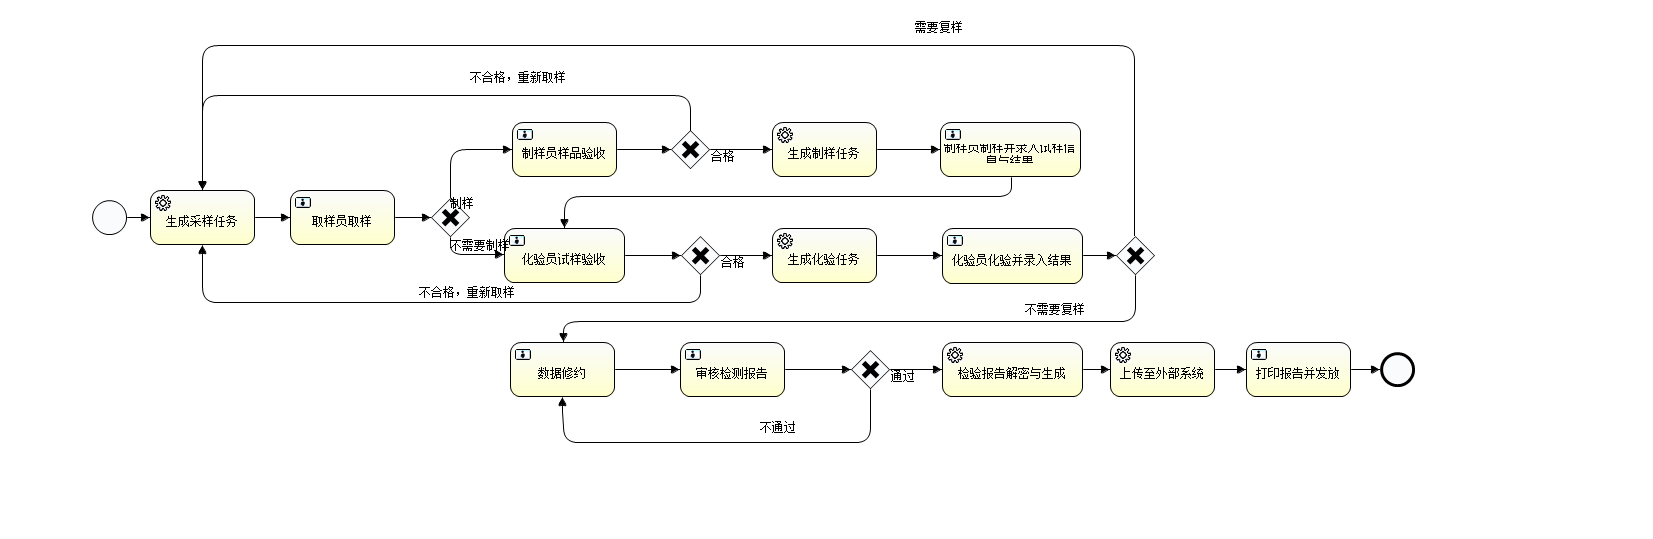 需要复样
不合格，重新取样
制样员样品验收
合格
生成制样任务
制样员制样并录入试样信
息与结果
制样
生成采样任务
取样员取样
不需要制样
化验员试样验收
合格
生成化验任务
化验员化验并录入结果
不合格，重新取样
不需要复样
数据修约
审核检测报告
通过
检验报告解密与生成
上传至外部系统
打印报告并发放
不通过